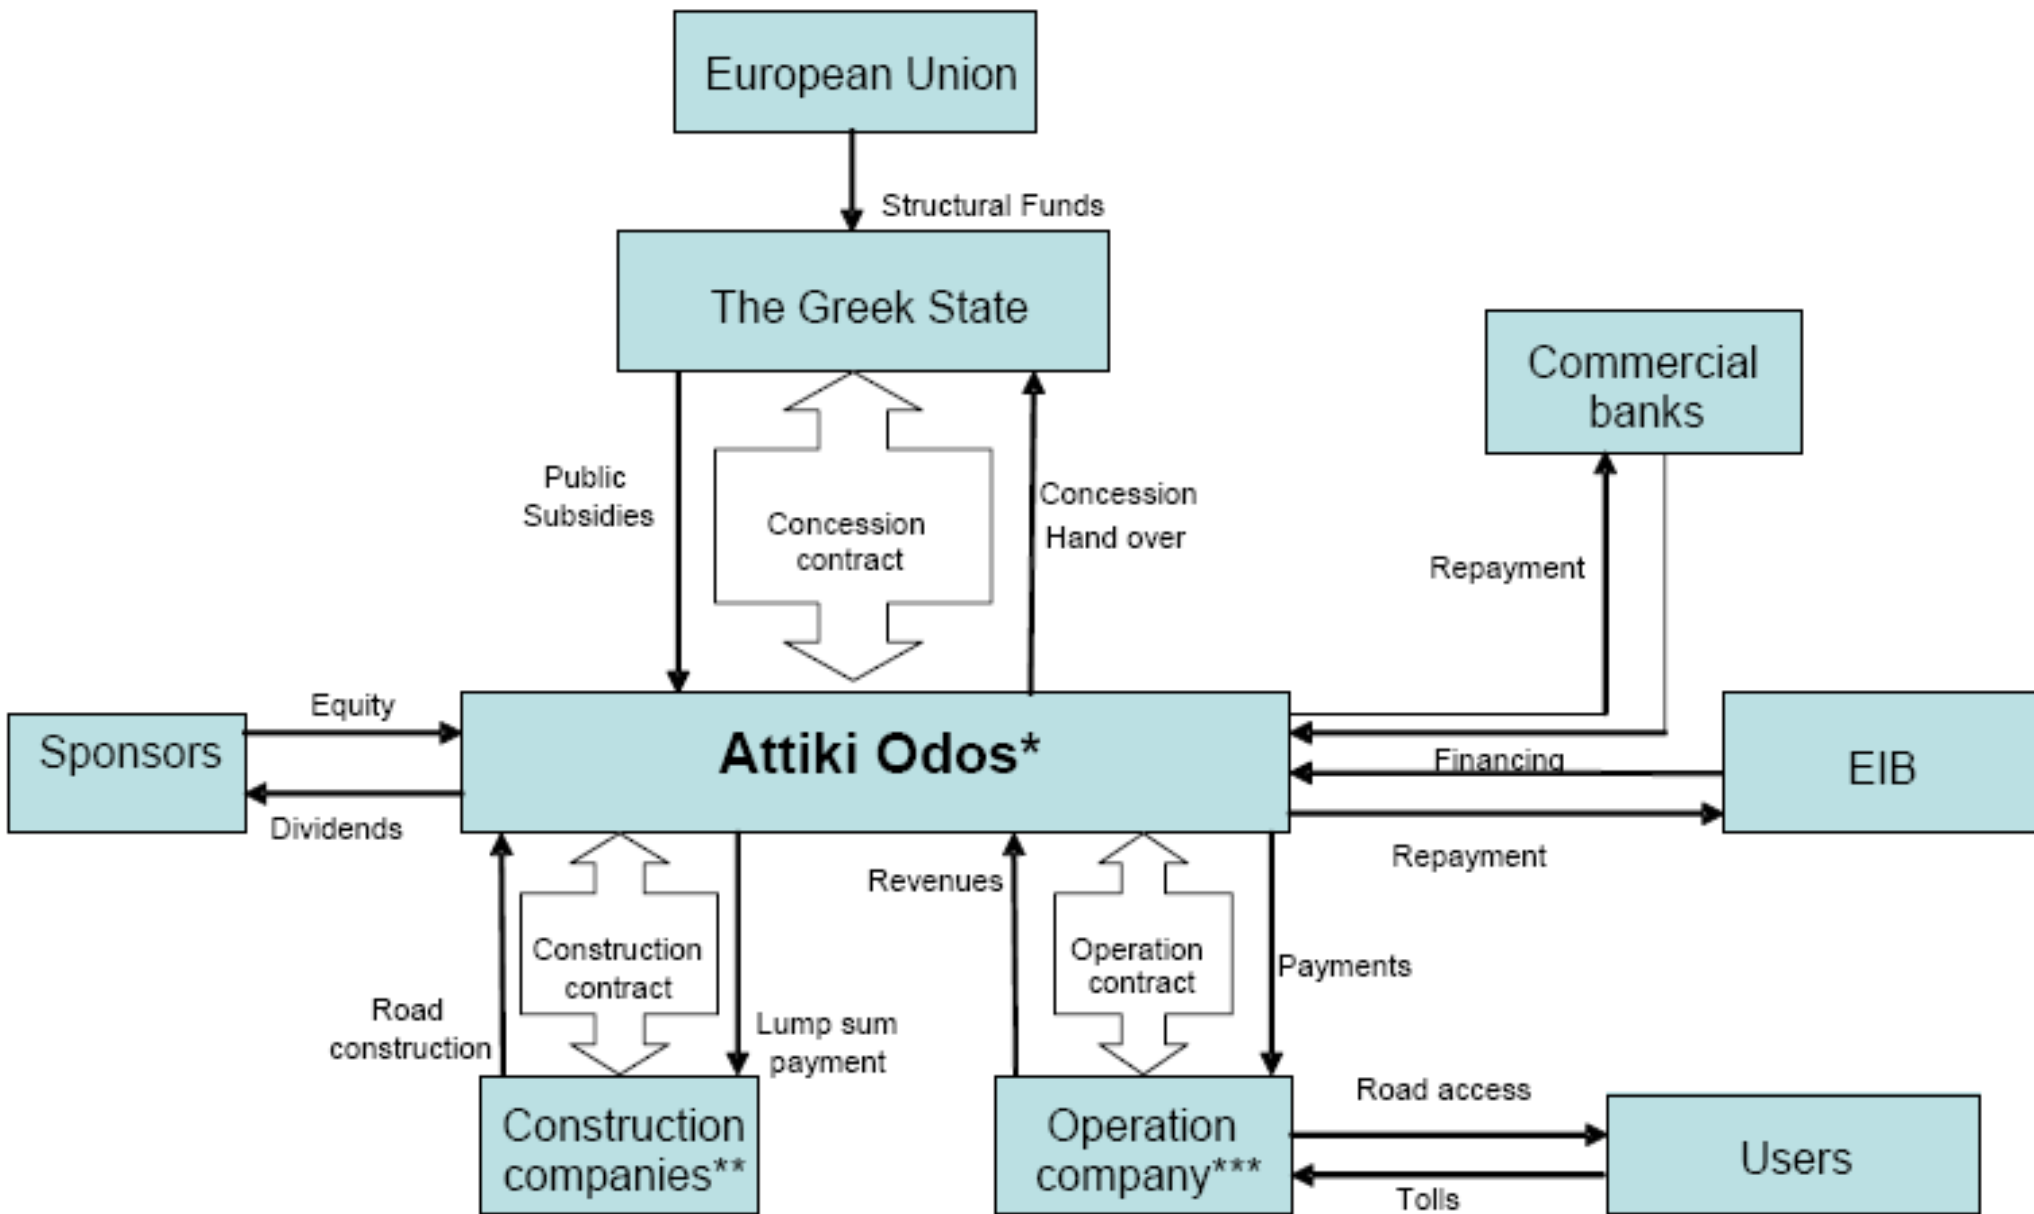 European Union
Structural Funds
The Greek State
Commercial
banks
Public
Subsidies
Concession
contract
Concession
Hand over
Repayment
Equity
Sponsors
Attiki Odos*
Financing
EIB
Dividends
Repayment
Revenues
Construction
contract
Operation
contract
Payments
Road
construction
Lump sum
payment
Construction
companies**
Operation
company***
Road access
Users
Tolls